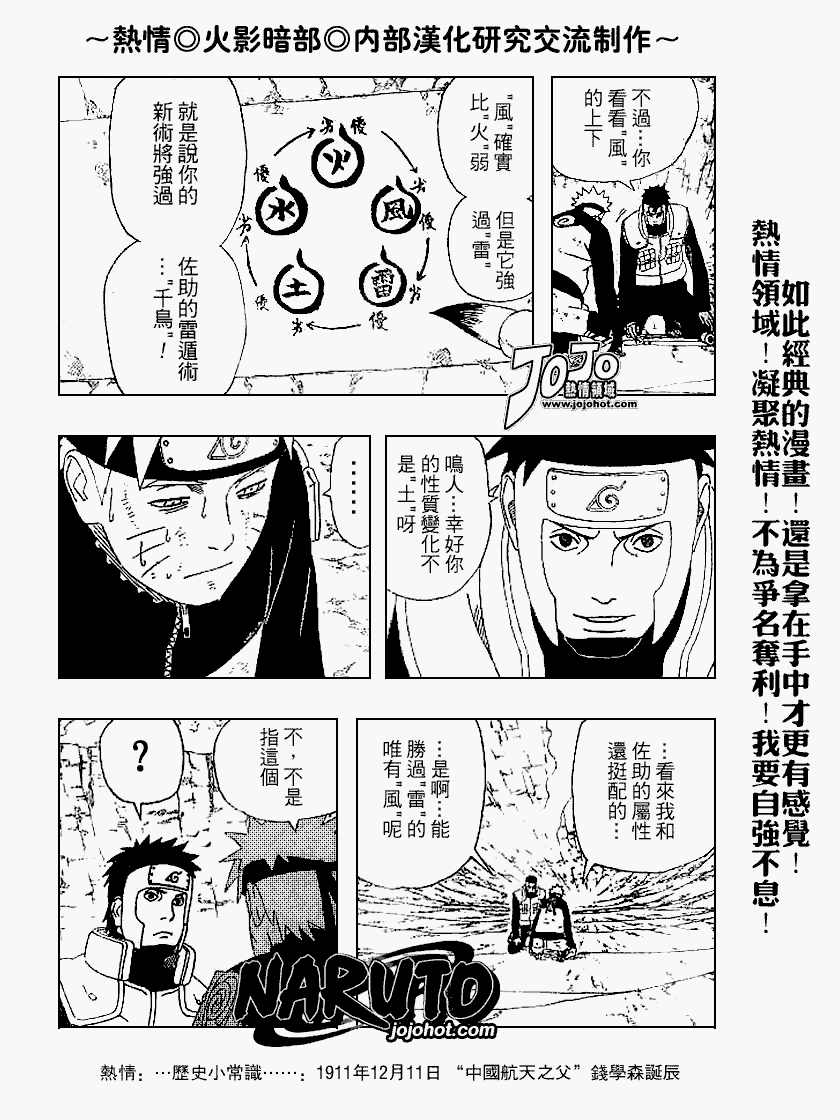 ～熱情◎火影暗部◎内部漢化研究交流制作～
不過…你
看看"風"
的上下
"風"確實
比"火"弱
但是它強
過"雷"
火
風
雷
土
水
優
劣
優
劣
優
劣
優
劣
優
劣
就是說你的
新術將強過
佐助的雷遁術
…"千鳥"！
JOJO
熱情領域
www.jojohot.com
鳴人…幸好你
的性質變化不
是"土"呀
……
…看來我和
佐助的屬性
還挺配的…
…是啊…能
勝過"雷"的
唯有"風"呢
不，不是
指這個
？
NARUTO
jojohot.com
如此經典的漫畫！還是拿在手中才更有感覺！
熱情領域！凝聚熱情！不為爭名奪利！我要自強不息！
熱情：…歷史小常識……：1911年12月11日 “中國航天之父”錢學森誕辰